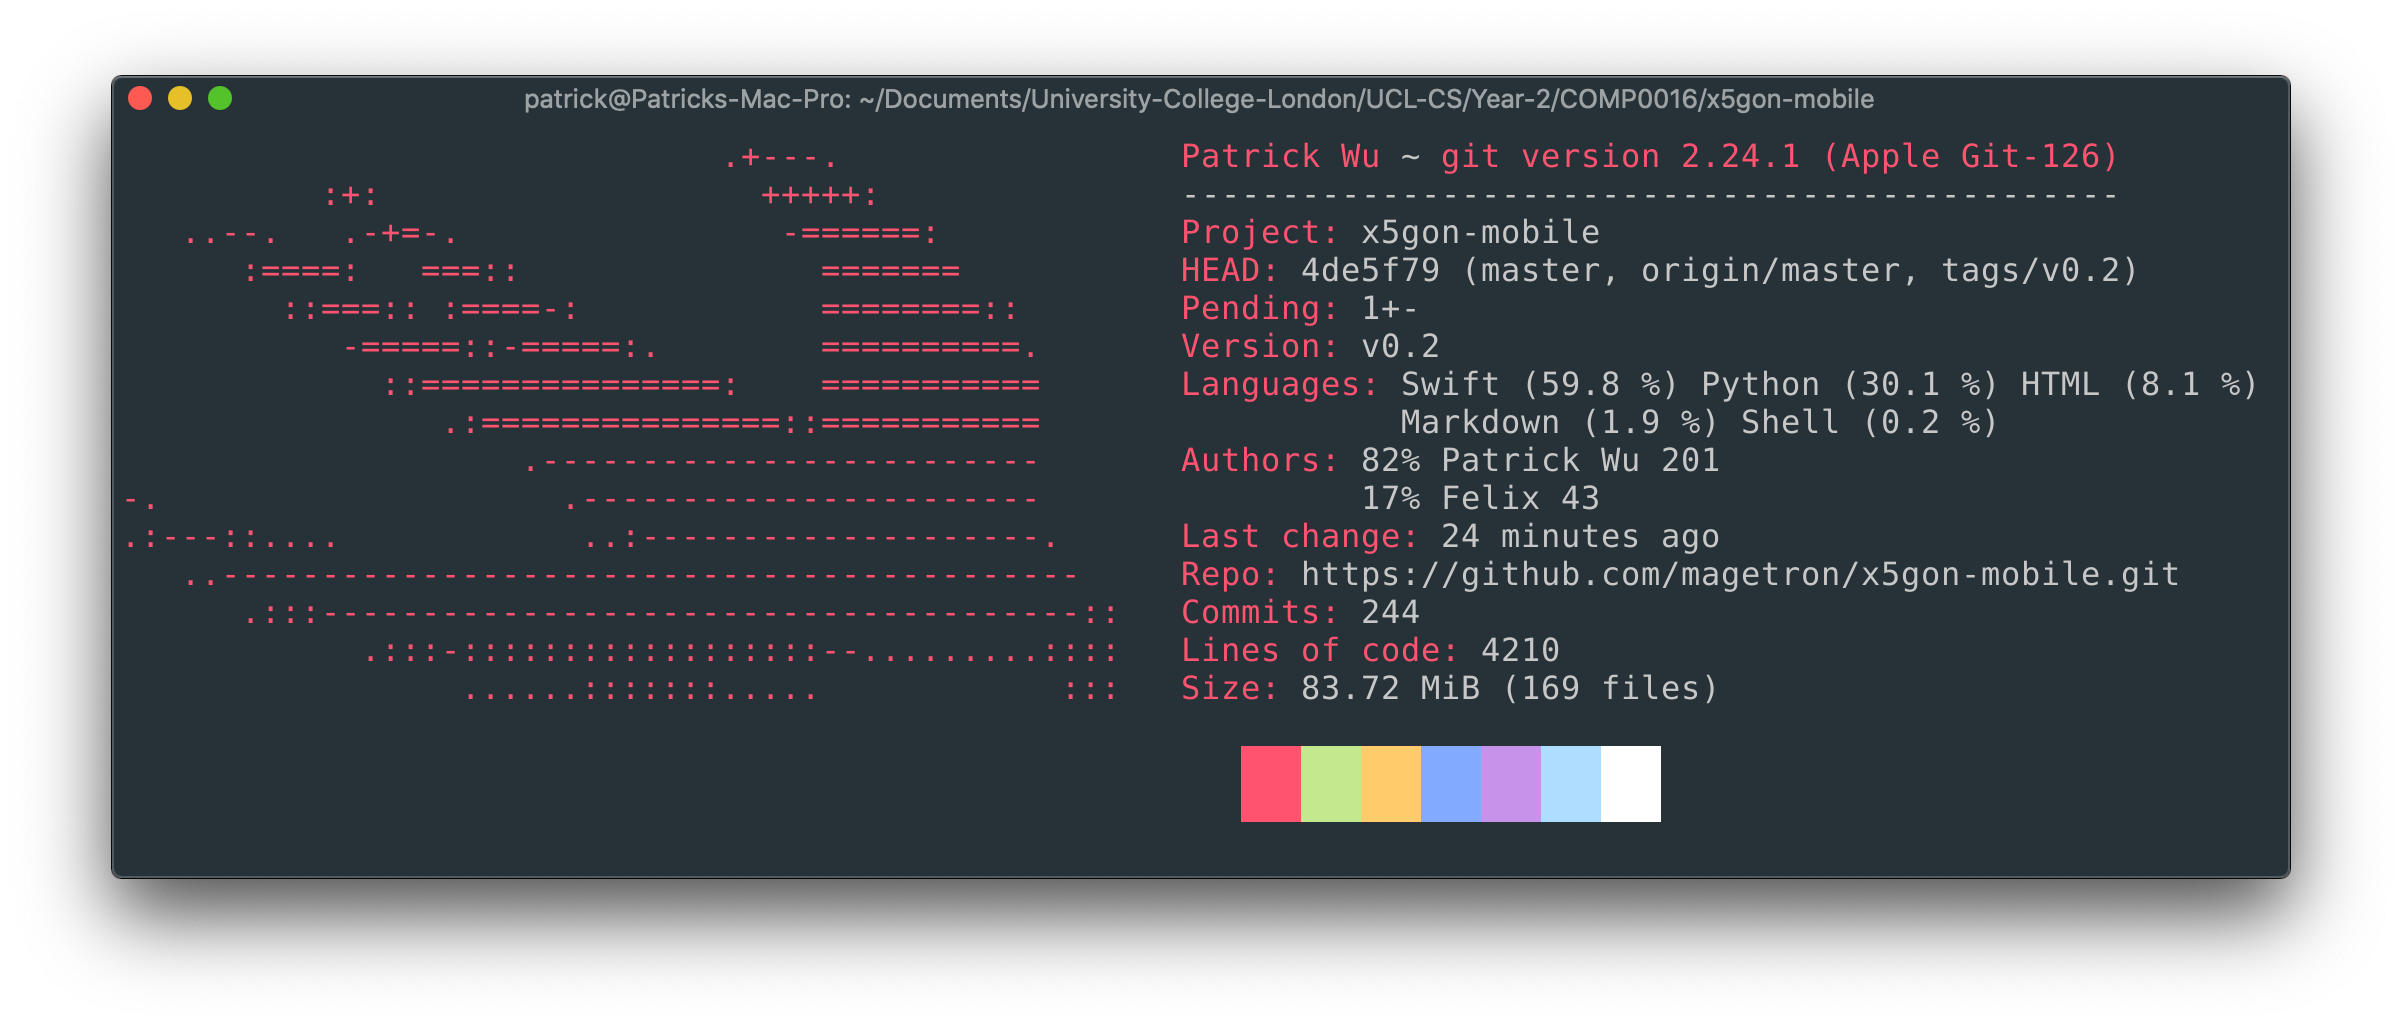 patrick@Patricks-Mac-Pro: ~/Documents/University-College-London/UCL-CS/Year-2/COMP0016/x5gon-mobile
Patrick Wu ~ git version 2.24.1 (Apple Git-126)
-----------------------------------------------
Project: x5gon-mobile
HEAD: 4de5f79 (master, origin/master, tags/v0.2)
Pending: 1+-
Version: v0.2
Languages: Swift (59.8 %) Python (30.1 %) HTML (8.1 %)
Markdown (1.9 %) Shell (0.2 %)
Authors: 82% Patrick Wu 201
17% Felix 43
Last change: 24 minutes ago
Repo: https://github.com/magetron/x5gon-mobile.git
Commits: 244
Lines of code: 4210
Size: 83.72 MiB (169 files)